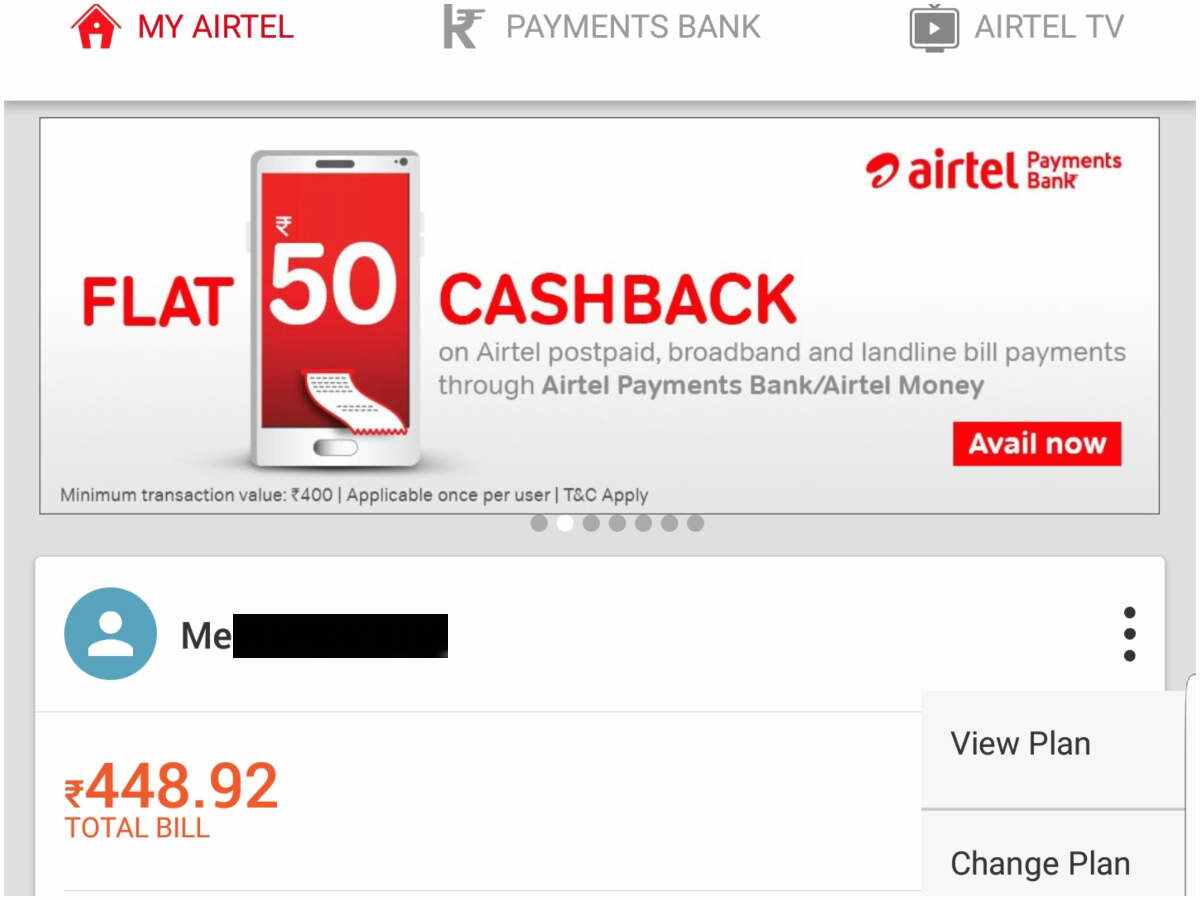 MY AIRTEL
PAYMENTS BANK
AIRTEL TV
airtel Payments
Bank
₹
FLAT 50 CASHBACK
on Airtel postpaid, broadband and landline bill payments
through Airtel Payments Bank/Airtel Money
Avail now
Minimum transaction value: ₹400 | Applicable once per user | T&C Apply
Me
View Plan
₹448.92
TOTAL BILL
Change Plan